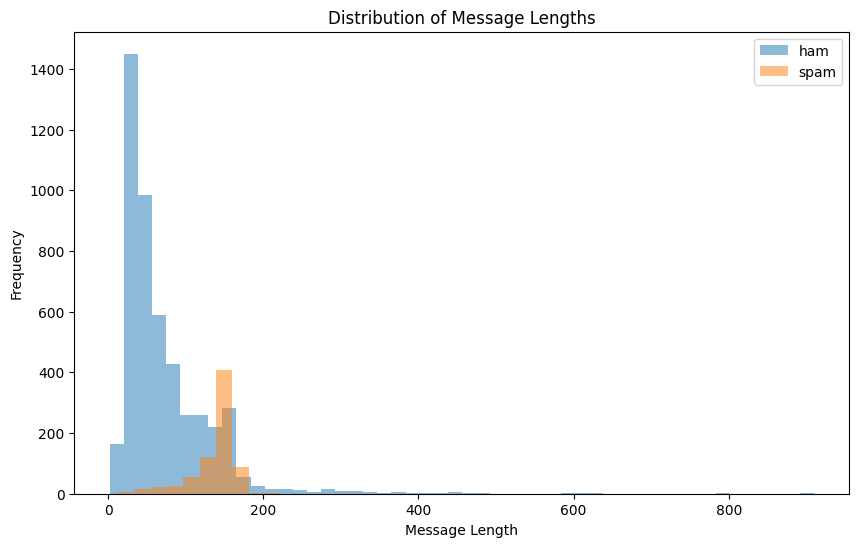 Distribution of Message Lengths
ham
spam
1400
1200
1000
800
600
400
200
0
Frequency
0 200 400 600 800
Message Length